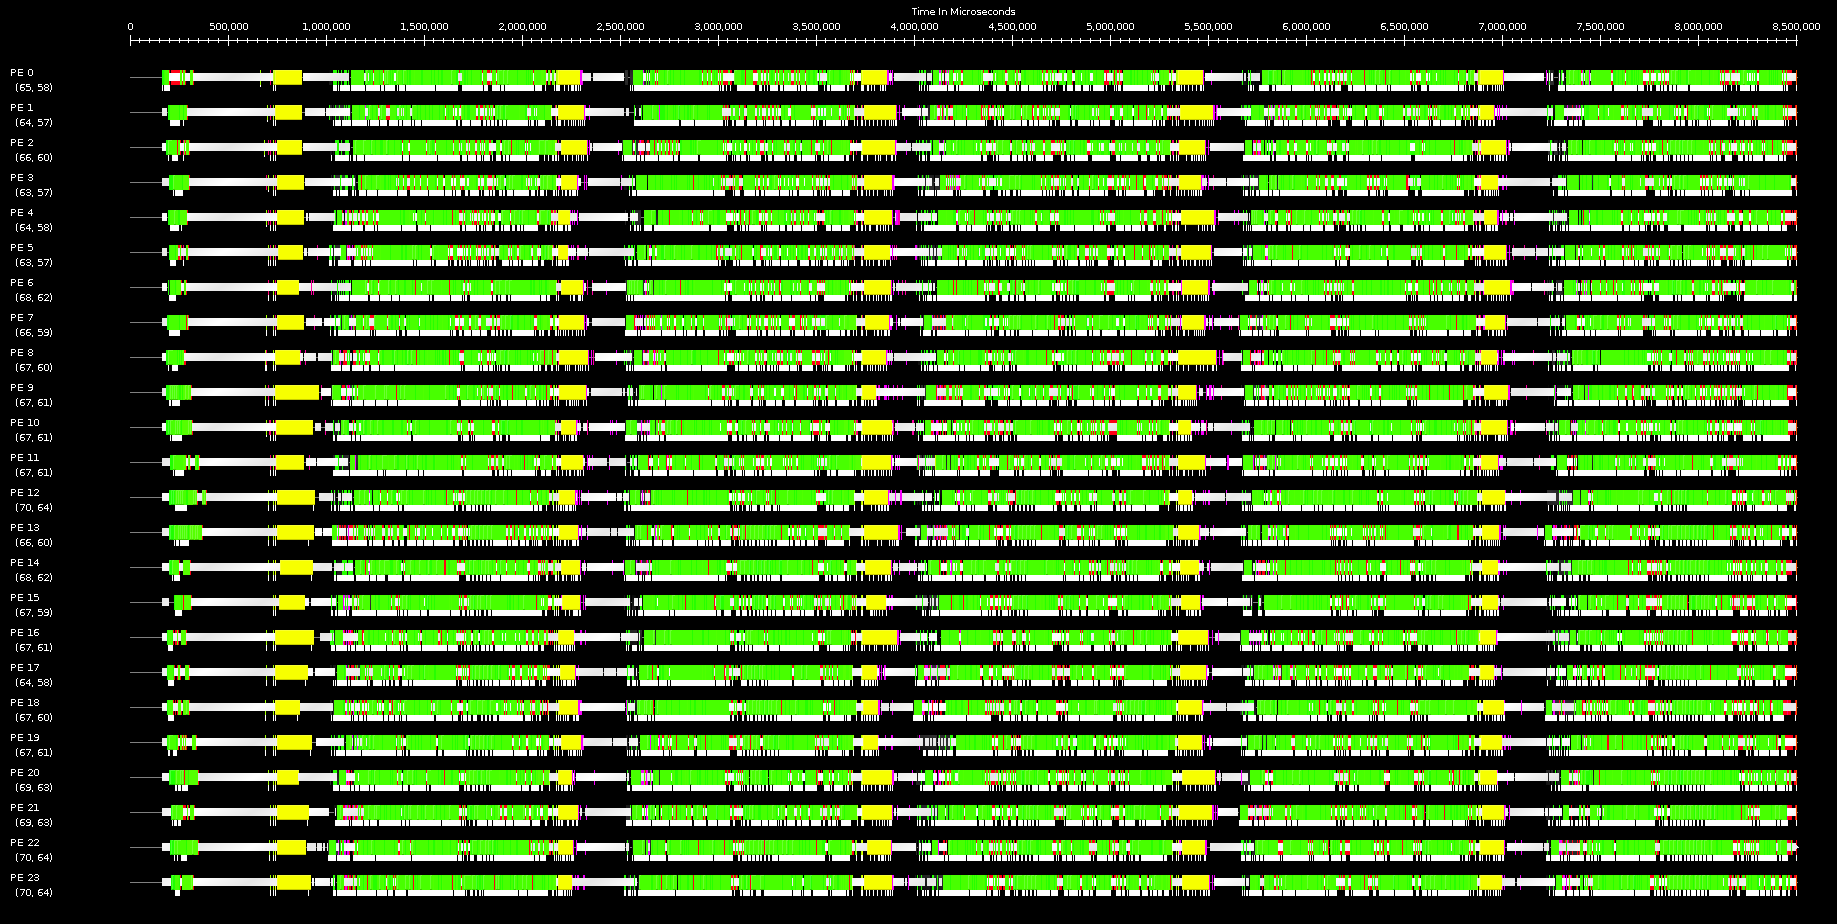 Time In Microseconds
0 500,000 1,000,000 1,500,000 2,000,000 2,500,000 3,000,000 3,500,000 4,000,000 4,500,000 5,000,000 5,500,000 6,000,000 6,500,000 7,000,000 7,500,000 8,000,000 8,500,000
PE 0
(65, 58)
PE 1
(64, 57)
PE 2
(66, 60)
PE 3
(63, 57)
PE 4
(64, 58)
PE 5
(63, 57)
PE 6
(68, 62)
PE 7
(66, 59)
PE 8
(67, 60)
PE 9
(67, 61)
PE 10
(67, 61)
PE 11
(67, 61)
PE 12
(70, 64)
PE 13
(66, 60)
PE 14
(68, 62)
PE 15
(67, 59)
PE 16
(67, 61)
PE 17
(64, 58)
PE 18
(67, 60)
PE 19
(67, 61)
PE 20
(69, 63)
PE 21
(69, 63)
PE 22
(70, 64)
PE 23
(70, 64)